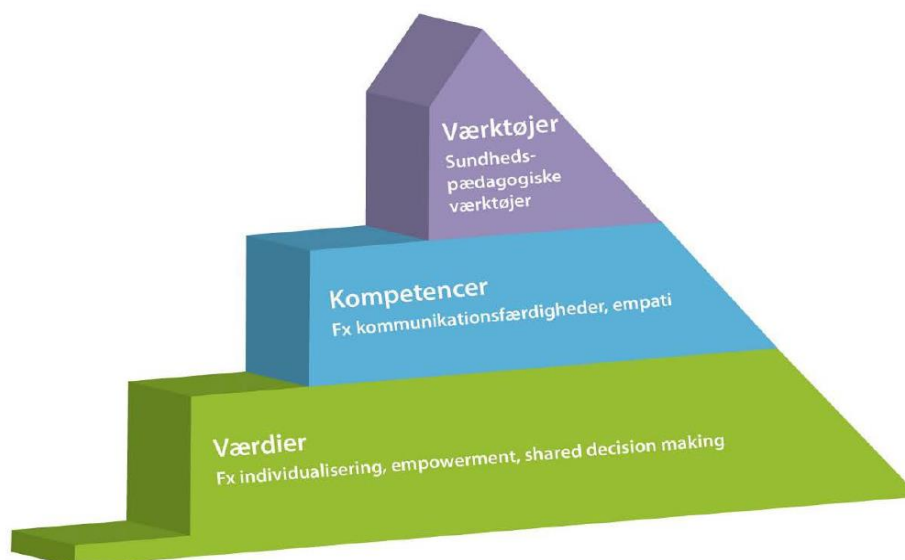 Værktøjer
Sundheds-
pædagogiske
værktøjer
Kompetencer
Fx kommunikationsfærdigheder, empati
Værdier
Fx individualisering, empowerment, shared decision making